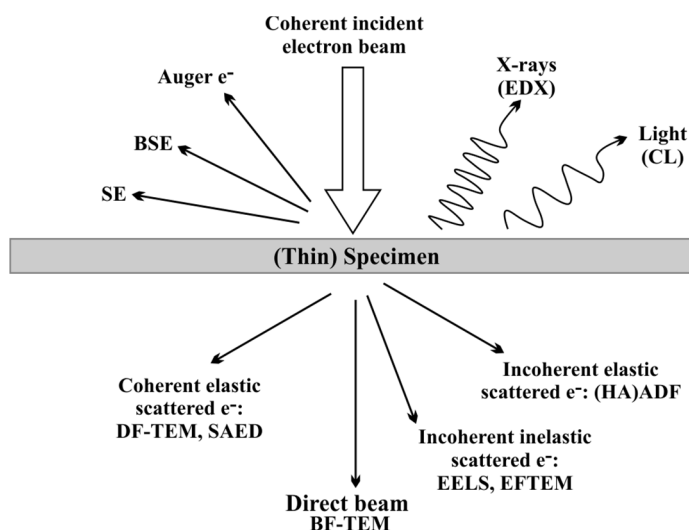 Coherent incident
electron beam
Auger e⁻
BSE
SE
X-rays
(EDX)
Light
(CL)
(Thin) Specimen
Coherent elastic
scattered e⁻:
DF-TEM, SAED
Direct beam
BF-TEM
Incoherent inelastic
scattered e⁻:
EELS, EFTEM
Incoherent elastic
scattered e⁻: (HA)ADF